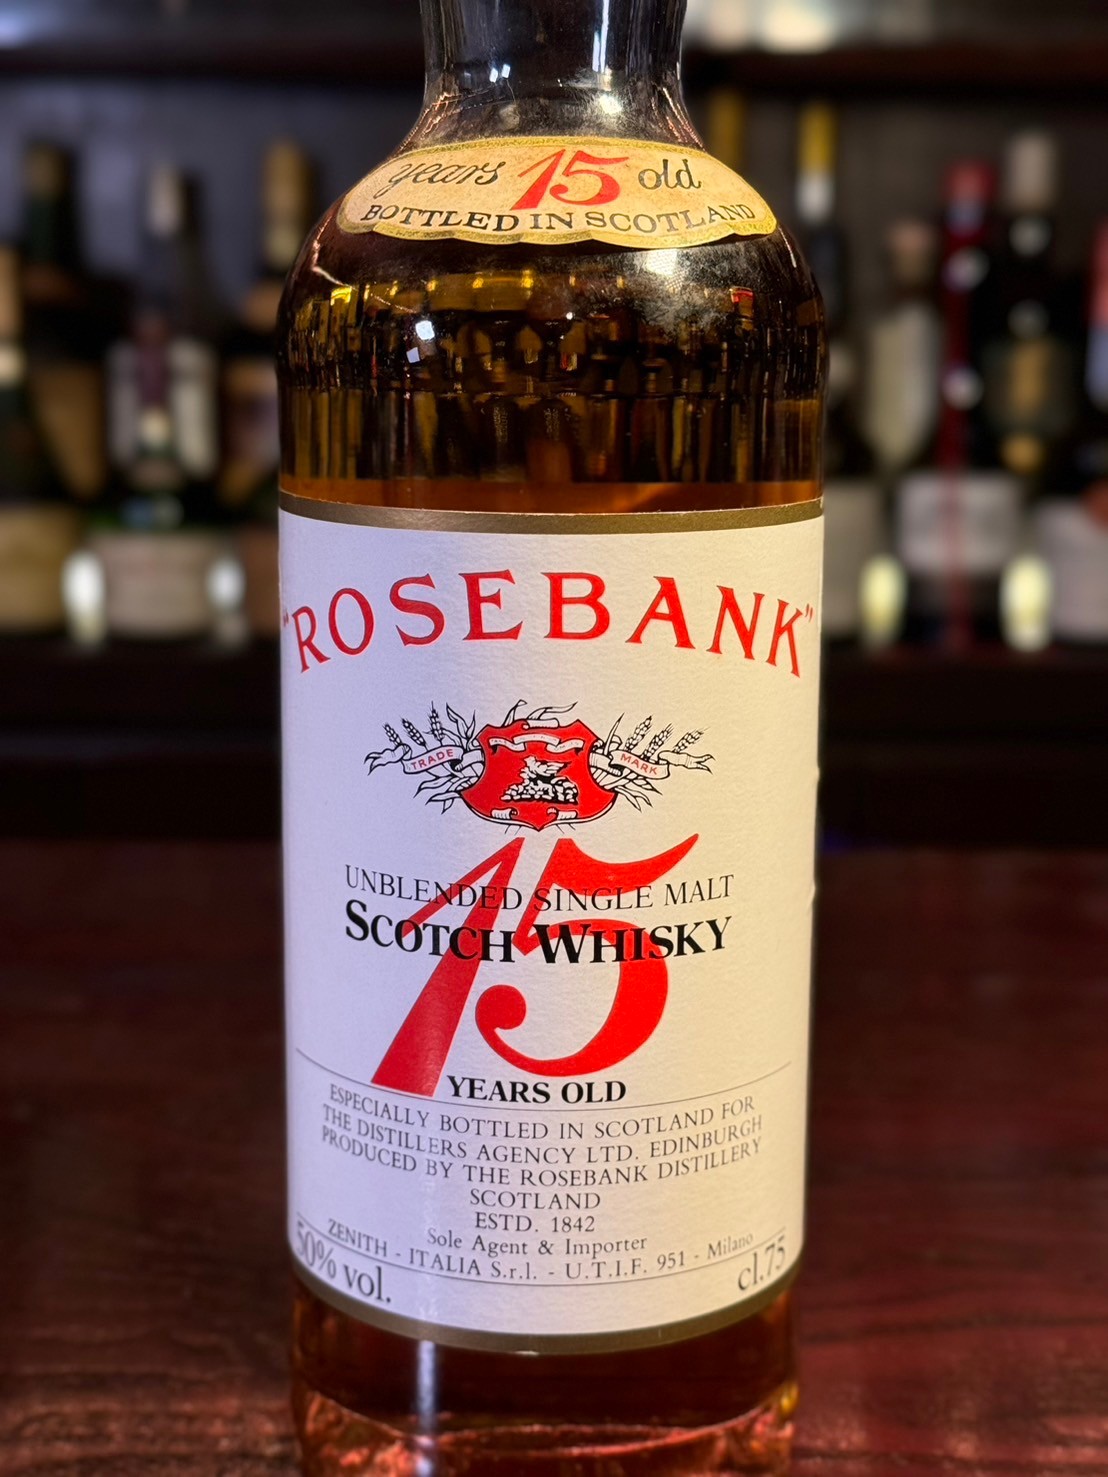 years 15 old
BOTTLED IN SCOTLAND
"ROSEBANK"
TRADE MARK
15
UNBLENDED SINGLE MALT
SCOTCH WHISKY
YEARS OLD
ESPECIALLY BOTTLED IN SCOTLAND FOR
THE DISTILLERS AGENCY LTD. EDINBURGH
PRODUCED BY THE ROSEBANK DISTILLERY
SCOTLAND
ESTD. 1842
Sole Agent & Importer
ZENITH - ITALIA S.r.l. - U.T.I.F. 951 - Milano
50% vol.
cl.75